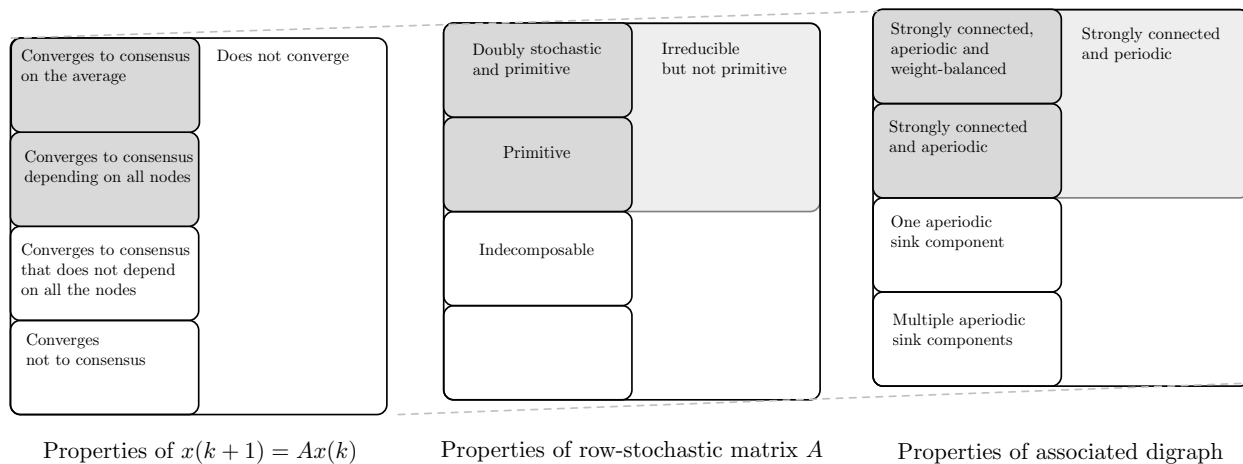 Converges to consensus
on the average
Does not converge
Converges to consensus
depending on all nodes
Converges to consensus
that does not depend
on all the nodes
Converges
not to consensus
Properties of x(k + 1) = Ax(k)
Doubly stochastic
and primitive
Irreducible
but not primitive
Primitive
Indecomposable
Properties of row-stochastic matrix A
Strongly connected,
aperiodic and
weight-balanced
Strongly connected
and periodic
Strongly connected
and aperiodic
One aperiodic
sink component
Multiple aperiodic
sink components
Properties of associated digraph